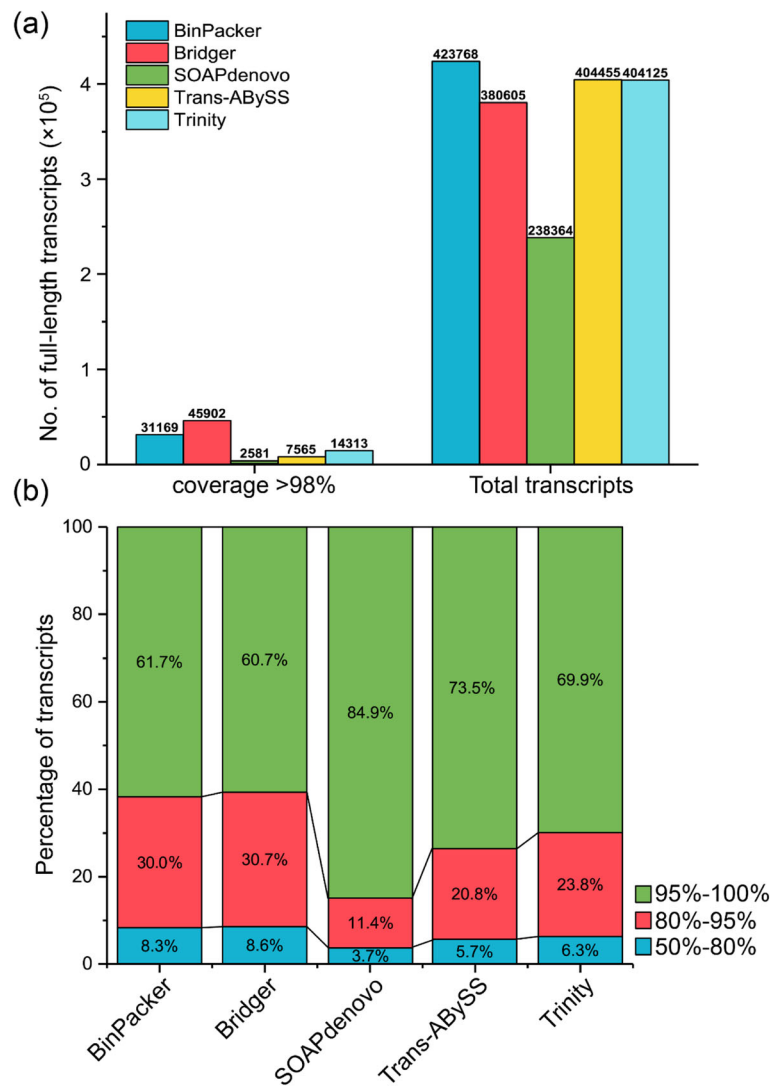 (a)
BinPacker
Bridger
SOAPdenovo
Trans-ABySS
Trinity
No. of full-length transcripts (×10⁵)
4
4
2
1
0
423768
380605
238364
404455
404125
31169
45902
2581
7565
14313
coverage >98%
Total transcripts
(b)
Percentage of transcripts
100
80
60
40
20
0
61.7%
60.7%
84.9%
73.5%
69.9%
30.0%
30.7%
11.4%
20.8%
23.8%
8.3%
8.6%
3.7%
5.7%
6.3%
95%-100%
80%-95%
50%-80%
BinPacker
Bridger
SOAPdenovo
Trans-ABySS
Trinity